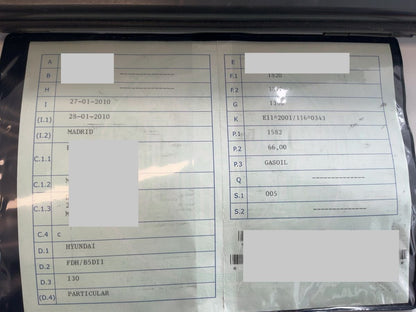 A
B ----------------
H ----------------
I 27-01-2010
(I.1) 28-01-2010
(I.2) MADRID
C.1.1
C.1.2
C.1.3
C.4 c
D.1 HYUNDAI
D.2 FDH/B5DI1
D.3 I30
(D.4) PARTICULAR
E
F.1 1820
F.2
G
K E11*2001/116*0343
P.1 1582
P.2 66,00
P.3 GASOIL
Q ----------------
S.1 005
S.2 ----------------